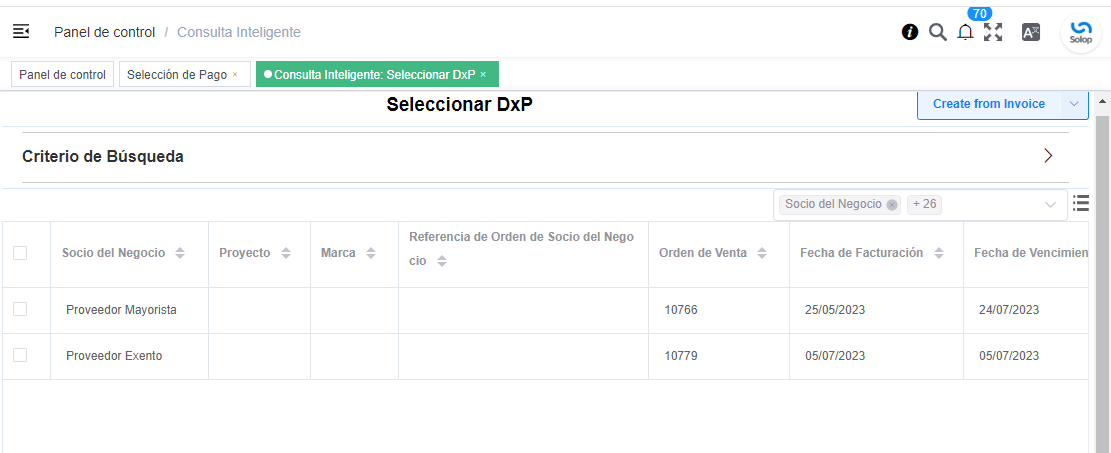 70
Panel de control / Consulta Inteligente
Solop
Panel de control
Selección de Pago ×
Consulta Inteligente: Seleccionar DxP ×
Seleccionar DxP
Create from Invoice
Criterio de Búsqueda
Socio del Negocio
+ 26
Socio del Negocio
Proyecto
Marca
Referencia de Orden de Socio del Nego
cio
Orden de Venta
Fecha de Facturación
Fecha de Vencimien
Proveedor Mayorista
10766
25/05/2023
24/07/2023
Proveedor Exento
10779
05/07/2023
05/07/2023